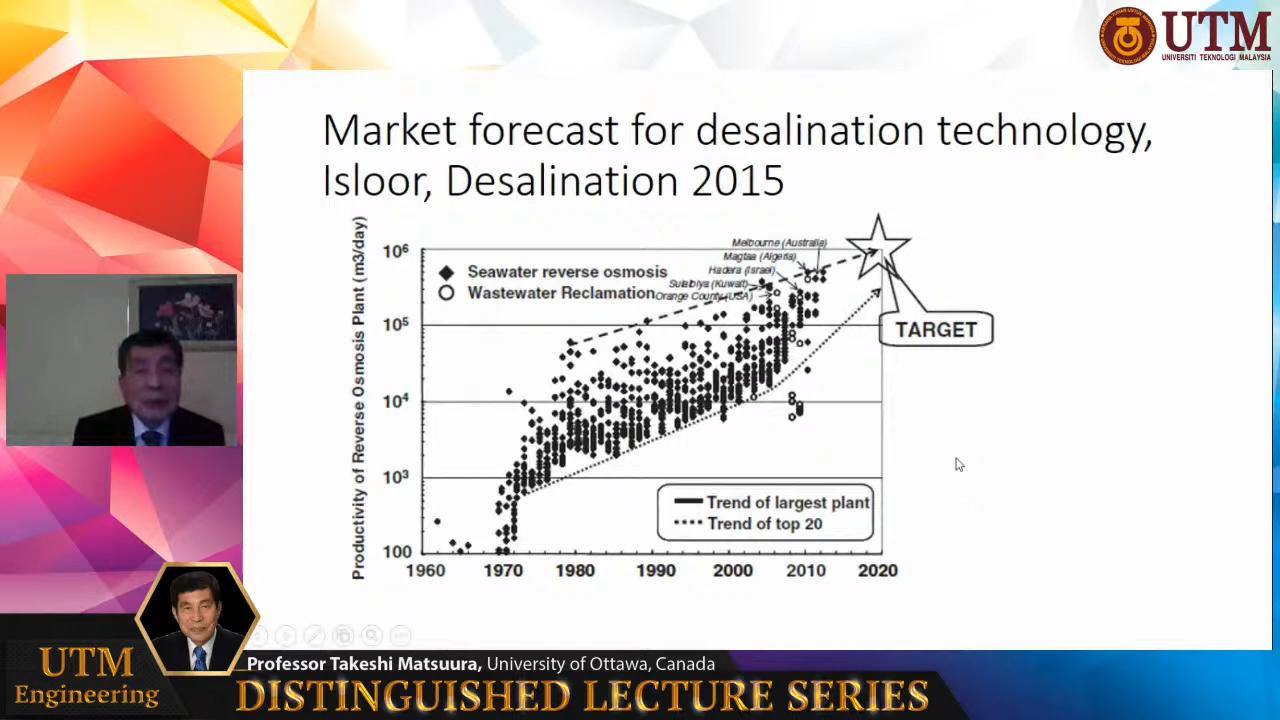 UTM
UNIVERSITI TEKNOLOGI MALAYSIA
Market forecast for desalination technology,
Isloor, Desalination 2015
Productivity of Reverse Osmosis Plant (m3/day)
10⁶
10⁵
10⁴
10³
100
1960
1970
1980
1990
2000
2010
2020
Seawater reverse osmosis
Wastewater Reclamation
Melbourne (Australia)
Magtaa (Algeria)
Hadera (Israel)
Sulaibiya (Kuwait)
Orange County (USA)
TARGET
Trend of largest plant
Trend of top 20
UTM
Engineering
Professor Takeshi Matsuura, University of Ottawa, Canada
DISTINGUISHED LECTURE SERIES